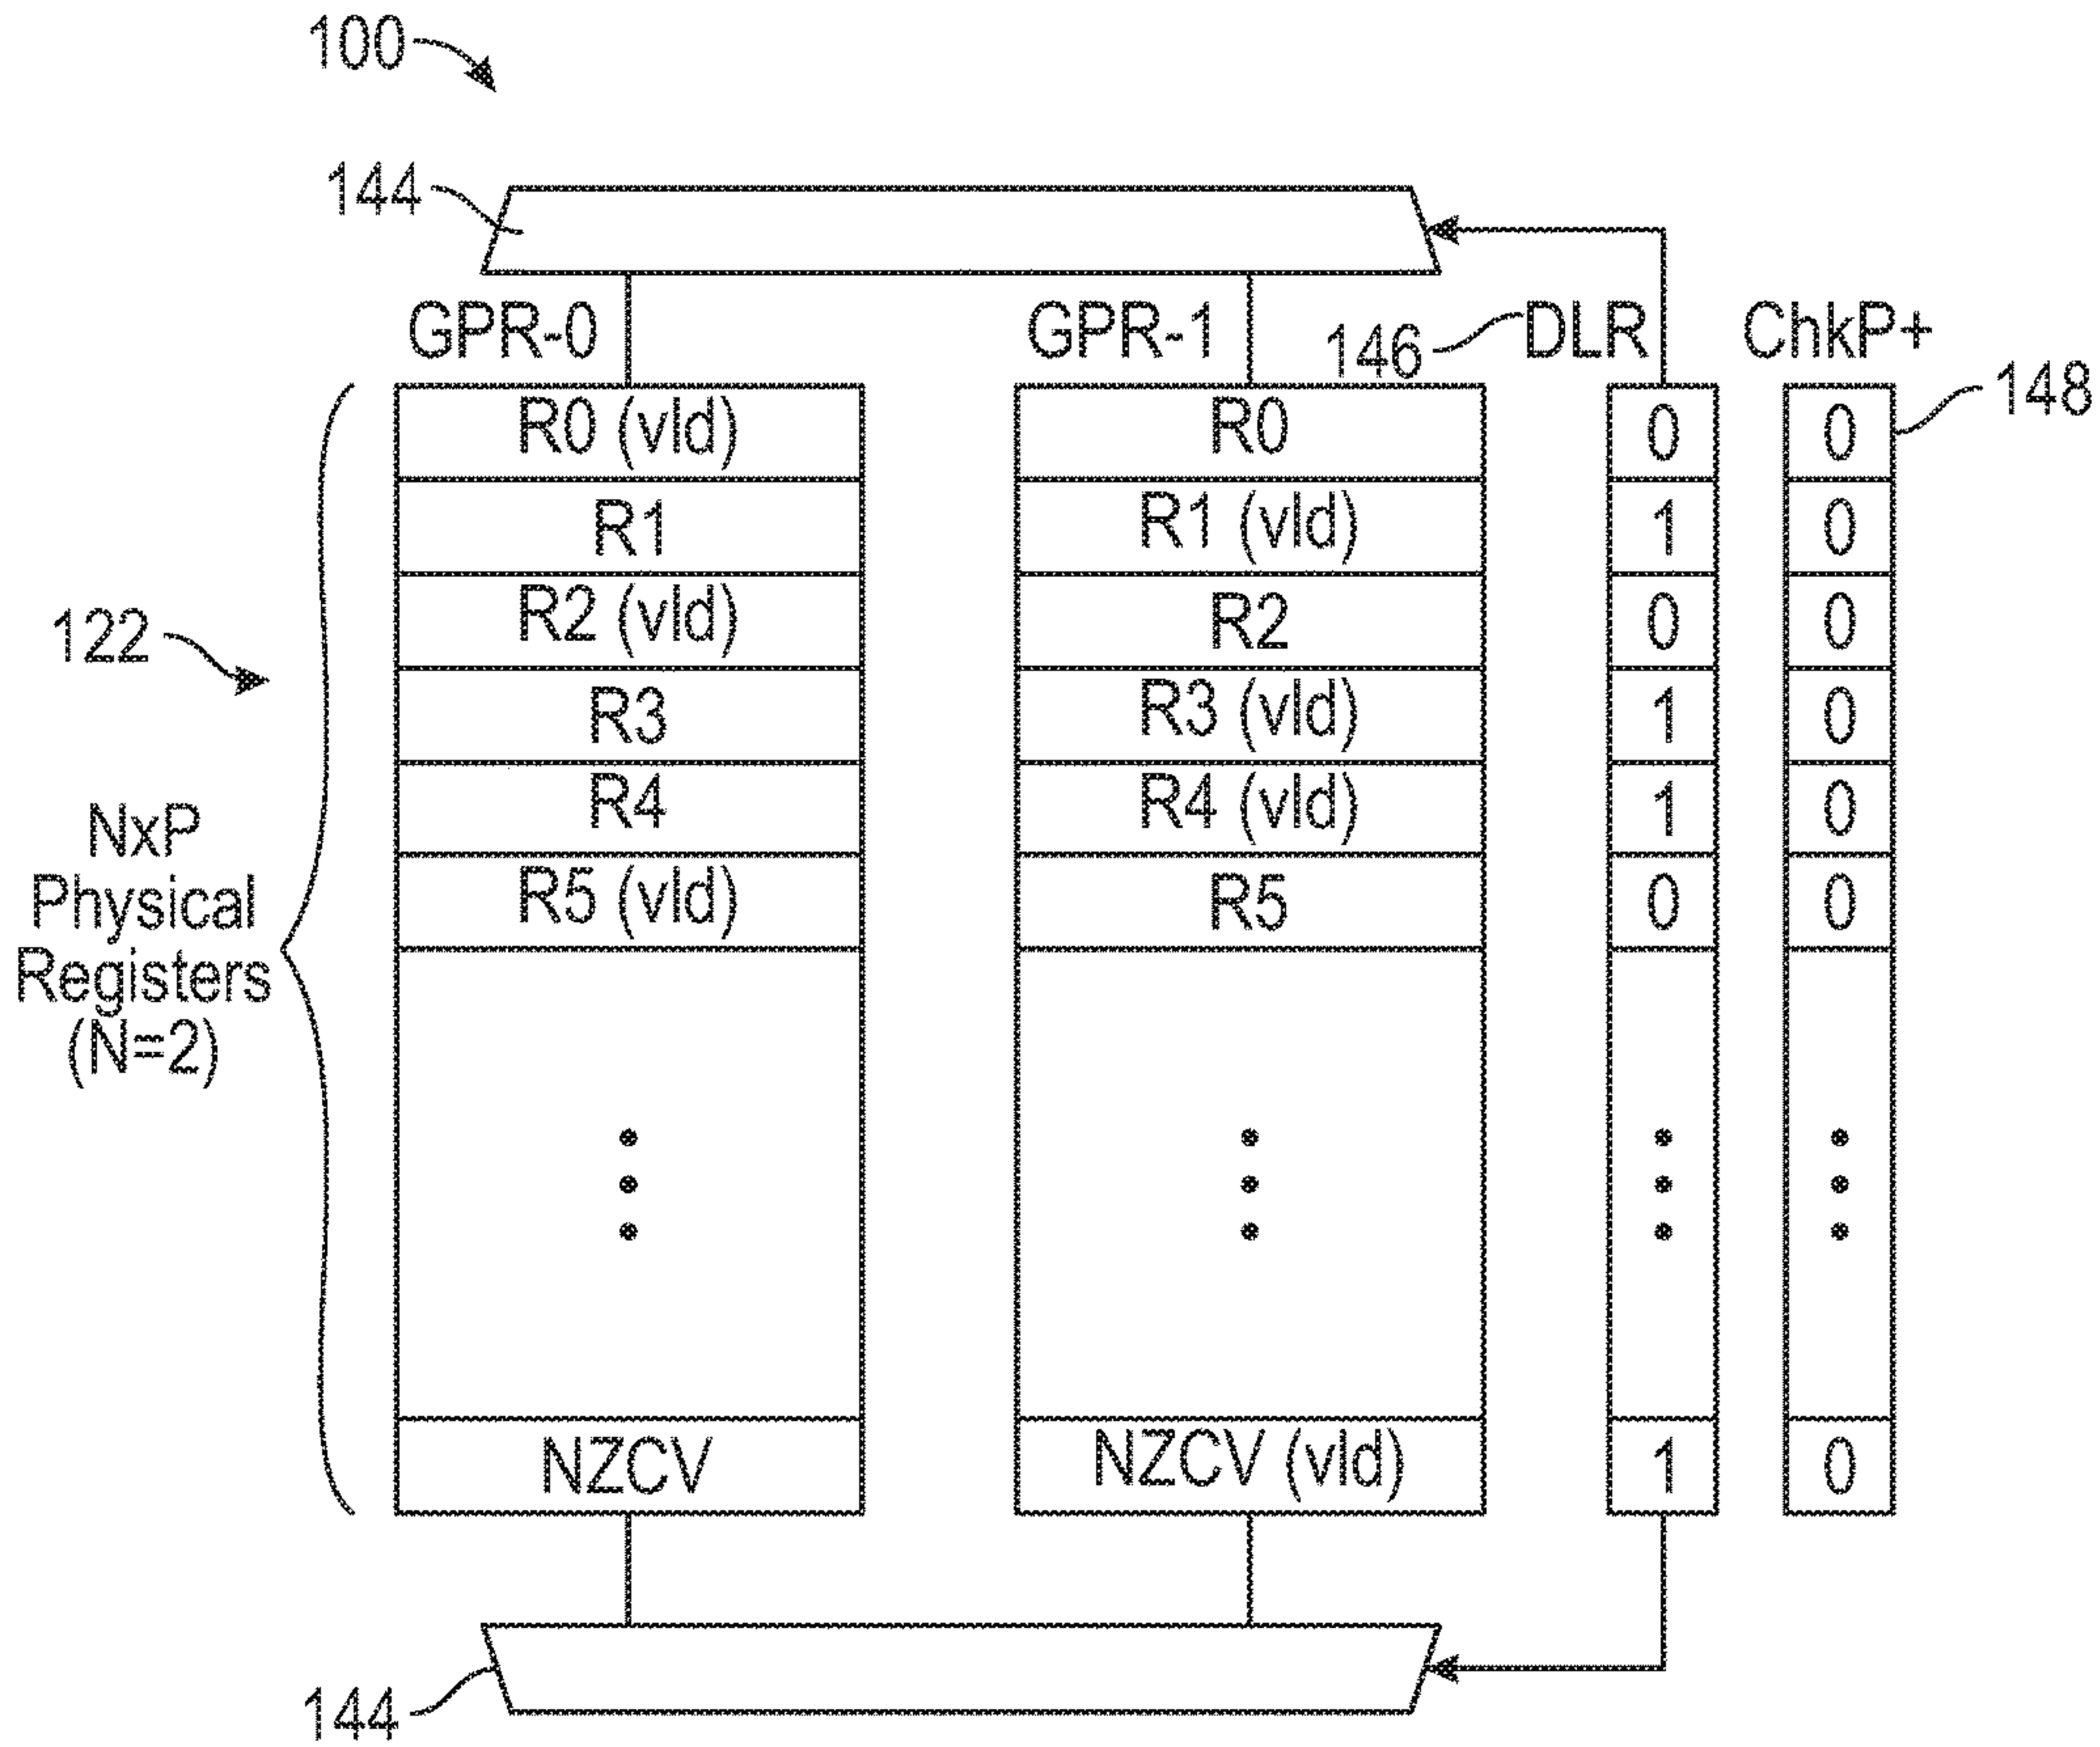 100
144
GPR-0 GPR-1 146 DLR ChkP+
148
R0 (vld) R0 0 0
R1 R1 (vld) 1 0
R2 (vld) R2 0 0
122
R3 R3 (vld) 1 0
R4 R4 (vld) 1 0
R5 (vld) R5 0 0
NxP
Physical
Registers
(N=2)
NZCV NZCV (vld) 1 0
144